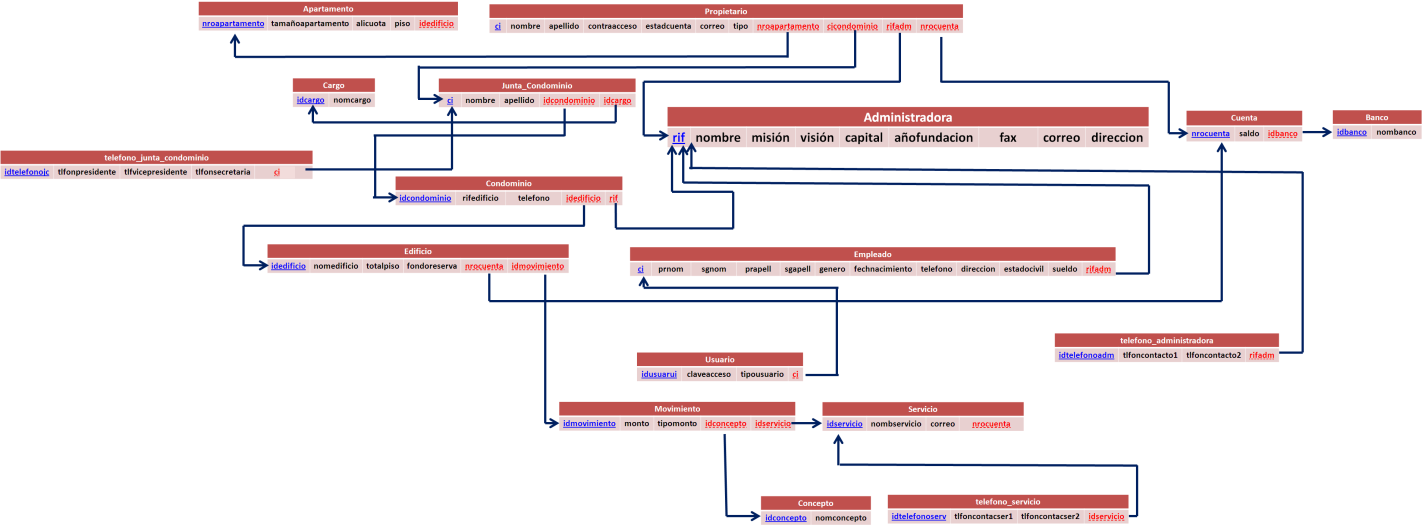 Apartamento
nroapartamento tamañoapartamento alicuota piso idedificio
Propietario
ci nombre apellido contraacceso estadcuenta correo tipo nroapartamento cicondominio rifadm nrocuenta
Cargo
idcargo nomcargo
Junta_Condominio
ci nombre apellido idcondominio idcargo
Administradora
rif nombre misión visión capital añofundacion fax correo direccion
Cuenta
nrocuenta saldo idbanco
Banco
idbanco nombanco
telefono_junta_condominio
idtelefonojc tlfonpresidente tlfvicepresidente tlfonsecretaria ci
Condominio
idcondominio rifedificio telefono idedificio rif
Edificio
idedificio nomedificio totalpiso fondoreserva nrocuenta idmovimiento
Empleado
ci prnom sgnom prapell sgapell genero fechnacimiento telefono direccion estadocivil sueldo rifadm
telefono_administradora
idtelefonoadm tlfoncontacto1 tlfoncontacto2 rifadm
Usuario
idusuarui claveacceso tipousuario ci
Movimiento
idmovimiento monto tipomonto idconcepto idservicio
Servicio
idservicio nombservicio correo nrocuenta
Concepto
idconcepto nomconcepto
telefono_servicio
idtelefonoserv tlfoncontacser1 tlfoncontacser2 idservicio